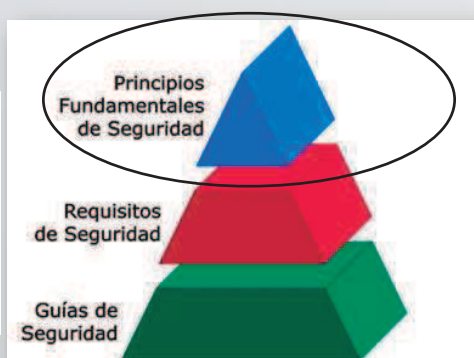 Principios
Fundamentales
de Seguridad
Requisitos
de Seguridad
Guías de
Seguridad